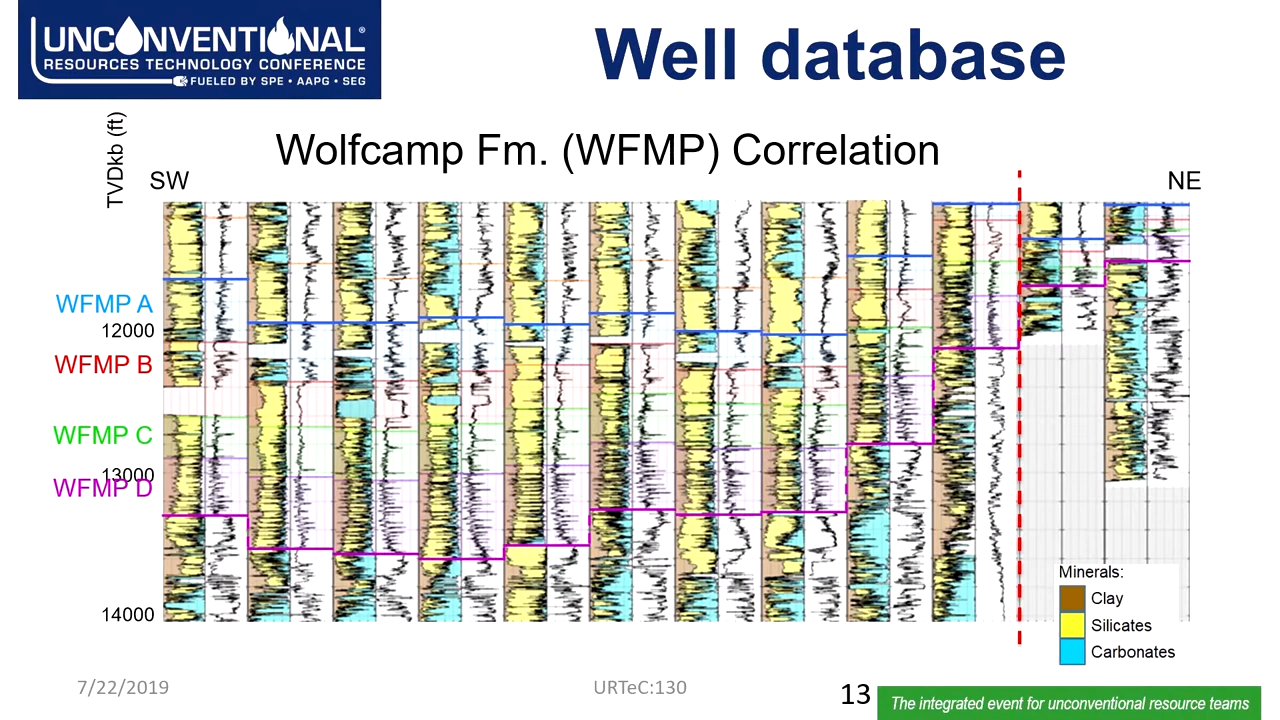 UNCONVENTIONAL®
RESOURCES TECHNOLOGY CONFERENCE
FUELED BY SPE • AAPG • SEG
Well database
Wolfcamp Fm. (WFMP) Correlation
TVDkb (ft)
SW
NE
WFMP A
12000
WFMP B
WFMP C
13000
WFMP D
14000
Minerals:
Clay
Silicates
Carbonates
7/22/2019
URTeC:130
13
The integrated event for unconventional resource teams